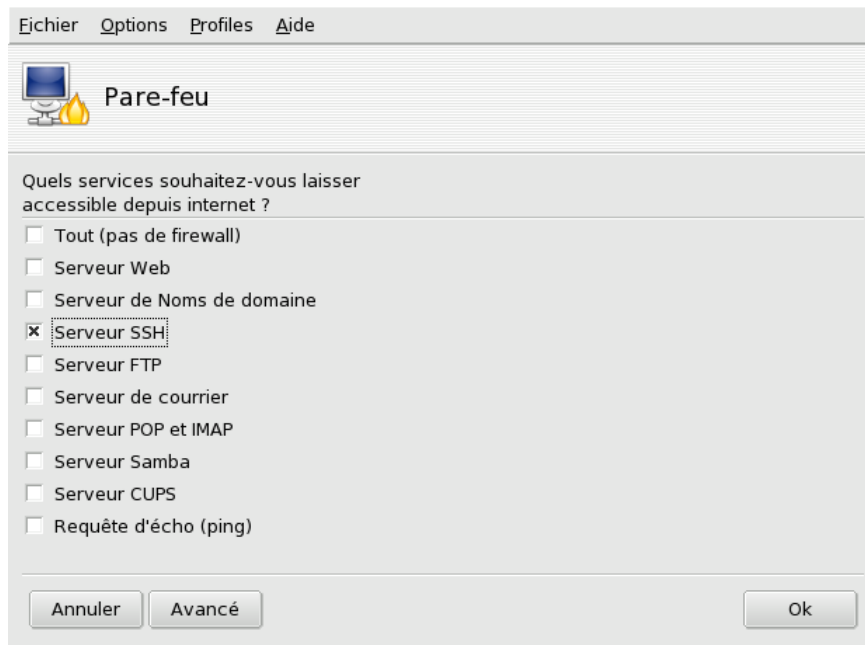 Fichier Options Profiles Aide
Pare-feu
Quels services souhaitez-vous laisser
accessible depuis internet ?
Tout (pas de firewall)
Serveur Web
Serveur de Noms de domaine
Serveur SSH
Serveur FTP
Serveur de courrier
Serveur POP et IMAP
Serveur Samba
Serveur CUPS
Requête d'écho (ping)
Annuler Avancé Ok